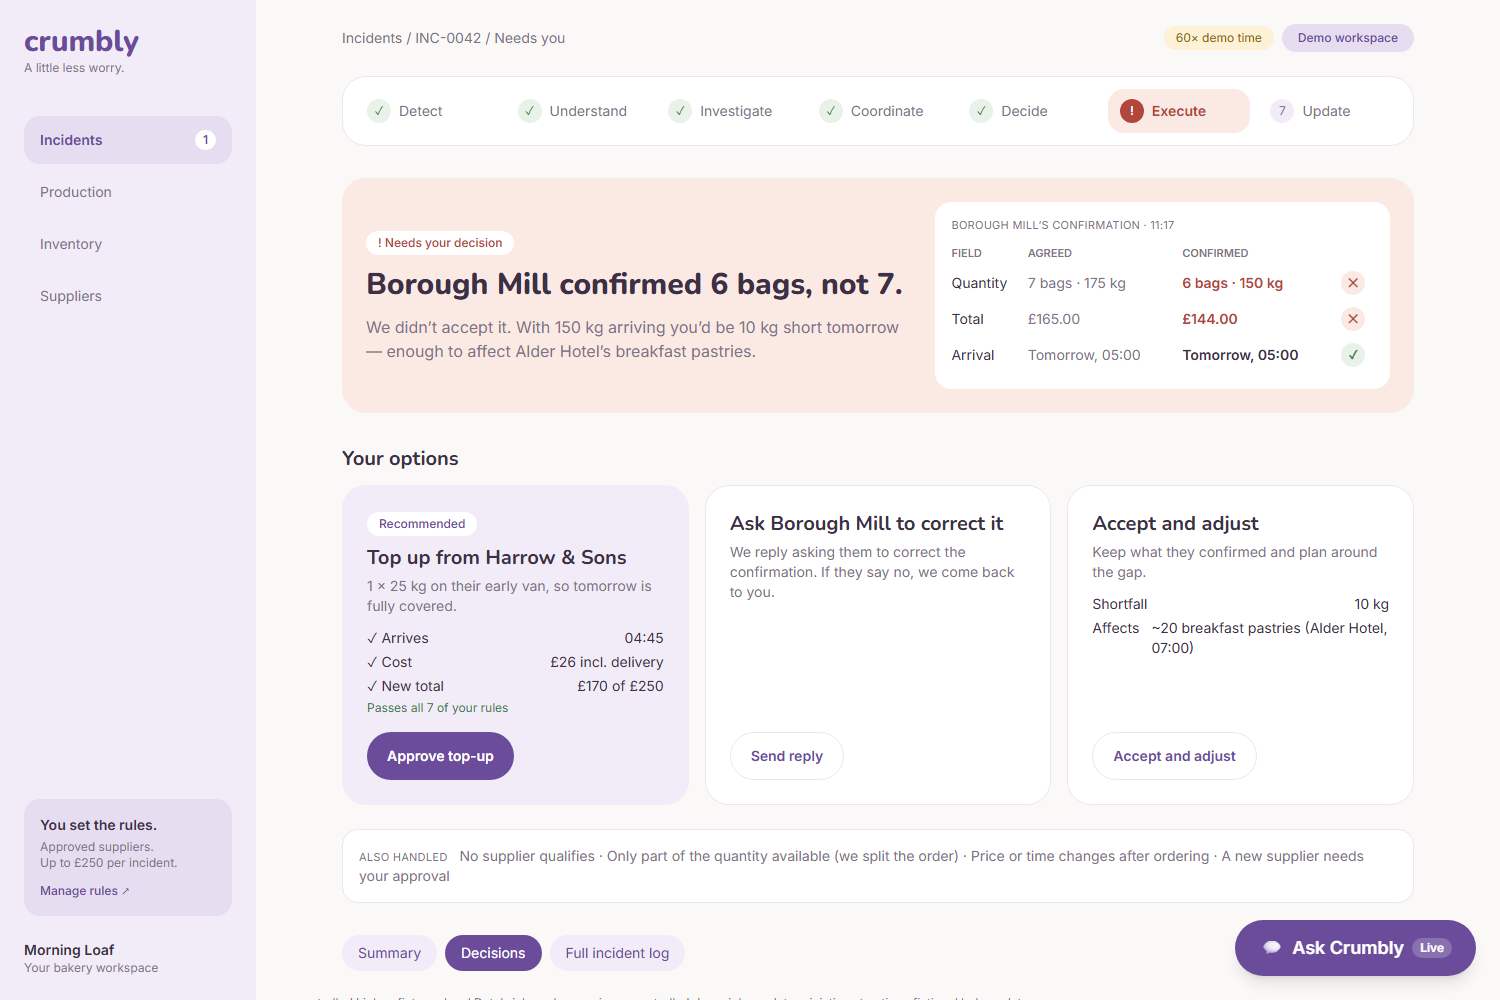 crumbly
A little less worry.
Incidents 1
Production
Inventory
Suppliers
You set the rules.
Approved suppliers.
Up to £250 per incident.
Manage rules ↗
Morning Loaf
Your bakery workspace
Incidents / INC-0042 / Needs you
60× demo time
Demo workspace
✓ Detect ✓ Understand ✓ Investigate ✓ Coordinate ✓ Decide ! Execute 7 Update
! Needs your decision
Borough Mill confirmed 6 bags, not 7.
We didn’t accept it. With 150 kg arriving you’d be 10 kg short tomorrow
— enough to affect Alder Hotel’s breakfast pastries.
BOROUGH MILL’S CONFIRMATION · 11:17
FIELD AGREED CONFIRMED
Quantity 7 bags · 175 kg 6 bags · 150 kg ✕
Total £165.00 £144.00 ✕
Arrival Tomorrow, 05:00 Tomorrow, 05:00 ✓
Your options
Recommended
Top up from Harrow & Sons
1 × 25 kg on their early van, so tomorrow is
fully covered.
✓ Arrives 04:45
✓ Cost £26 incl. delivery
✓ New total £170 of £250
Passes all 7 of your rules
Approve top-up
Ask Borough Mill to correct it
We reply asking them to correct the
confirmation. If they say no, we come back
to you.
Send reply
Accept and adjust
Keep what they confirmed and plan around
the gap.
Shortfall 10 kg
Affects ~20 breakfast pastries (Alder Hotel,
07:00)
Accept and adjust
ALSO HANDLED No supplier qualifies · Only part of the quantity available (we split the order) · Price or time changes after ordering · A new supplier needs
your approval
Summary
Decisions
Full incident log
Ask Crumbly Live